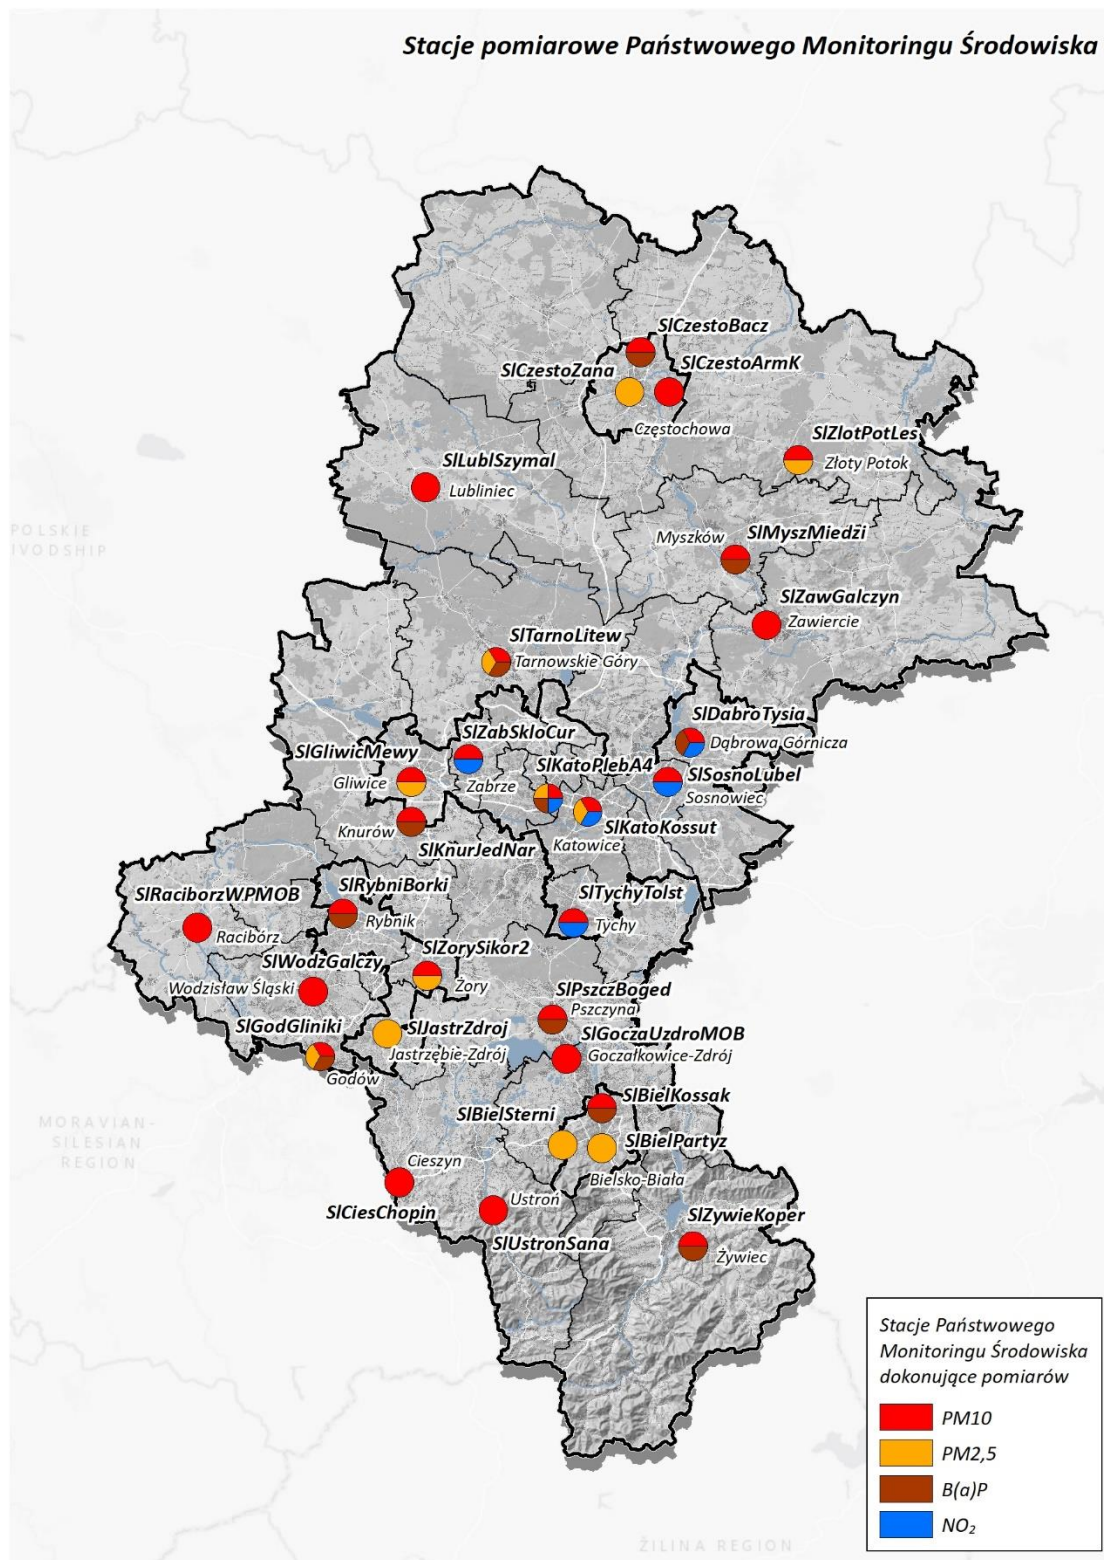 Stacje pomiarowe Państwowego Monitoringu Środowiska
SlCzestoBacz
SlCzestoZana
SlCzestoArmK
Częstochowa
SlZlotPotLes
Złoty Potok
SlLublSzymal
Lubliniec
POLSKIE
IVODSHIP
Myszków
SlMyszMiedzi
SlZawGalczyn
Zawiercie
SlTarnoLitew
Tarnowskie Góry
SlDabroTysia
Dąbrowa Górnicza
SlZabSkloCur
Zabrze
SlGliwicMewy
Gliwice
SlKatoPlebA4
SlSosnoLubel
Sosnowiec
SlKatoKossut
Katowice
Knurów
SlKnurJedNar
SlRybniBorki
Rybnik
SlRaciborzWPMOB
Racibórz
SlTychyTolst
Tychy
SlZorySikor2
Żory
SlWodzGalczy
Wodzisław Śląski
SlPszczBoged
Pszczyna
SlGodGliniki
Godów
SlJastrZdroj
Jastrzębie-Zdrój
SlGoczaUzdroMOB
Goczałkowice-Zdrój
SlBielKossak
SlBielSterni
SlBielPartyz
Bielsko-Biała
MORAVIAN-
SILESIAN
REGION
Cieszyn
SlCiesChopin
Ustroń
SlUstronSana
SlZywieKoper
Żywiec
Stacje Państwowego
Monitoringu Środowiska
dokonujące pomiarów
PM10
PM2,5
B(a)P
NO₂
ŽILINA REGION